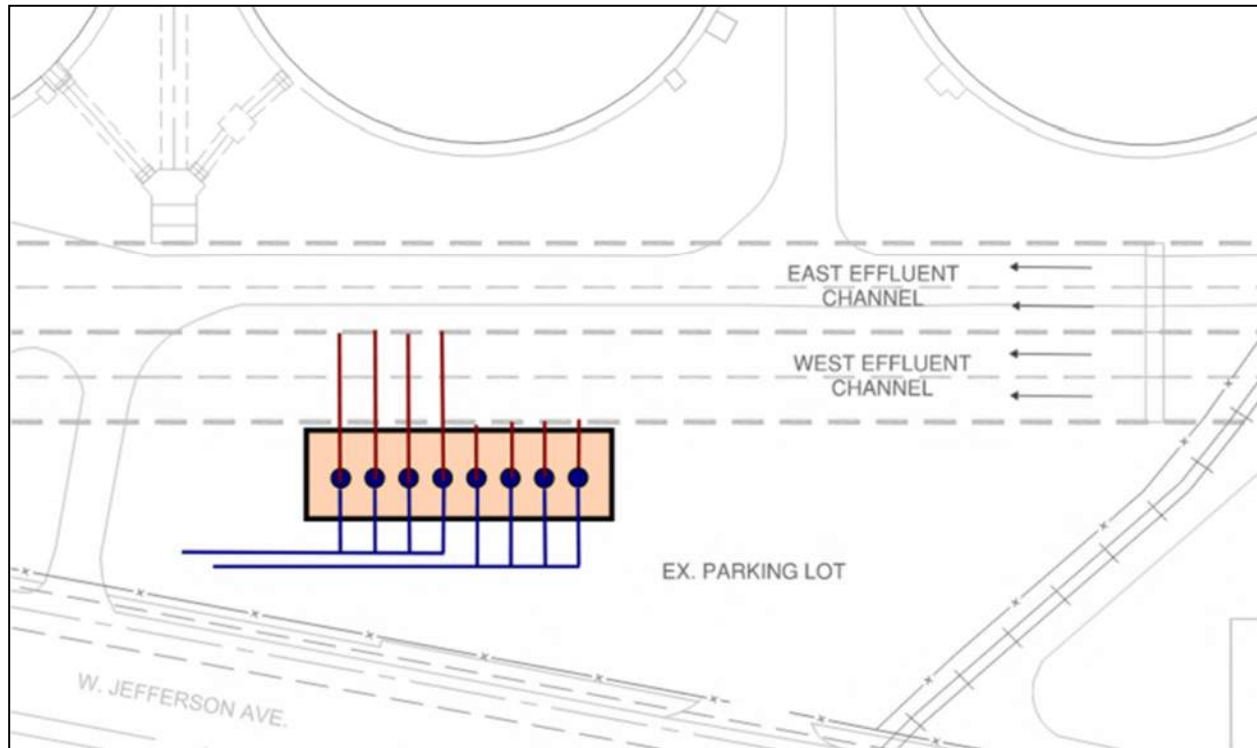 EAST EFFLUENT
CHANNEL
WEST EFFLUENT
CHANNEL
EX. PARKING LOT
W. JEFFERSON AVE.